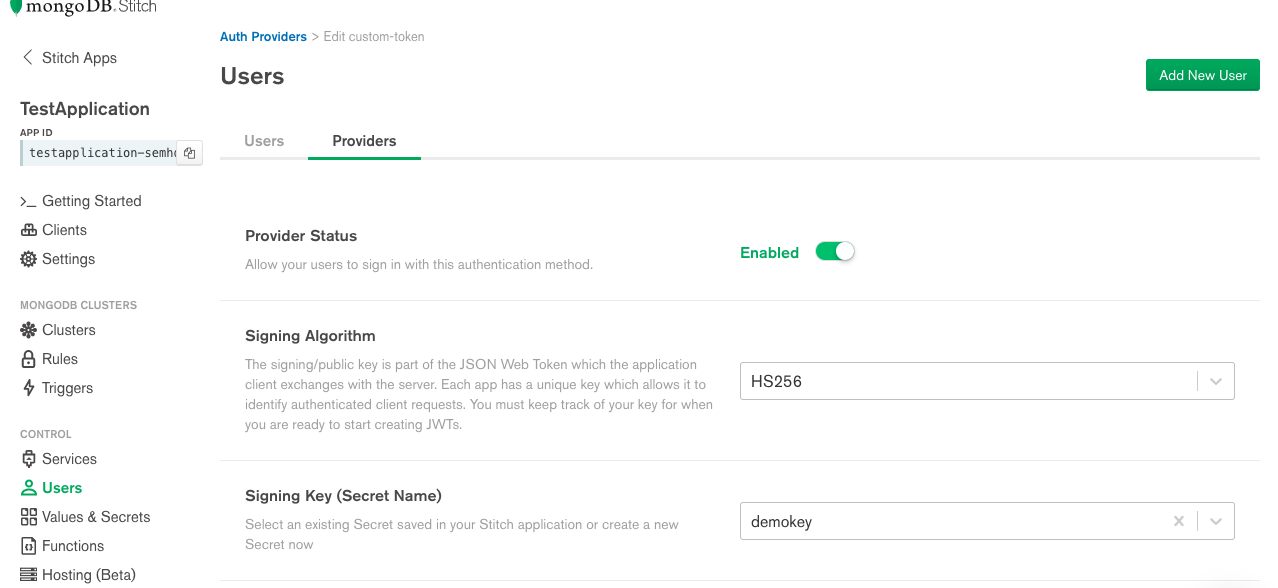 mongoDB. Stitch
Auth Providers > Edit custom-token
Stitch Apps
Users
Add New User
TestApplication
APP ID
testapplication-semh
Users
Providers
Getting Started
Clients
Settings
MONGODB CLUSTERS
Clusters
Rules
Triggers
CONTROL
Services
Users
Values & Secrets
Functions
Hosting (Beta)
Provider Status
Allow your users to sign in with this authentication method.
Enabled
Signing Algorithm
The signing/public key is part of the JSON Web Token which the application
client exchanges with the server. Each app has a unique key which allows it to
identify authenticated client requests. You must keep track of your key for when
you are ready to start creating JWTs.
HS256
Signing Key (Secret Name)
Select an existing Secret saved in your Stitch application or create a new
Secret now
demokey